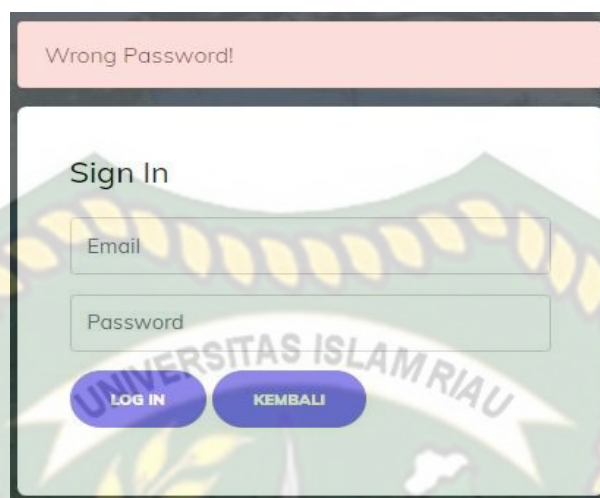 Wrong Password!
Sign In
Email
Password
UNIVERSITAS ISLAM RIAU
LOG IN
KEMBALI